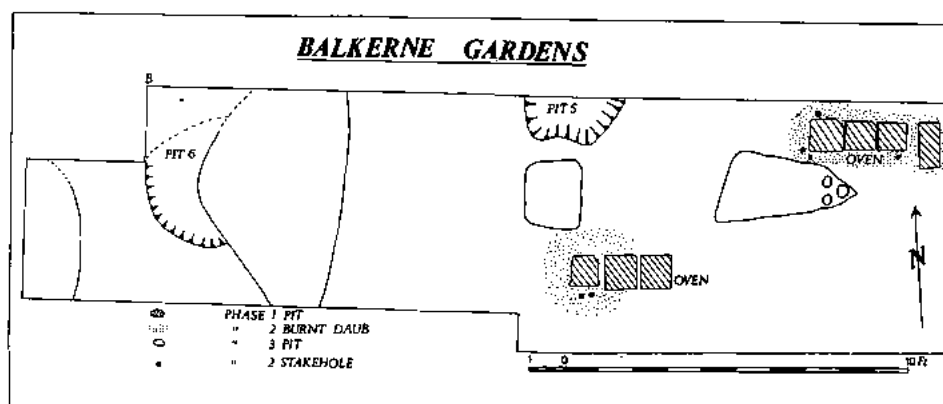 BALKERNE GARDENS
B
PIT 5
PIT 6
OVEN
N
OVEN
PHASE 1 PIT
" 2 BURNT DAUB
" 3 PIT
" 2 STAKEHOLE
1 0 10 Ft